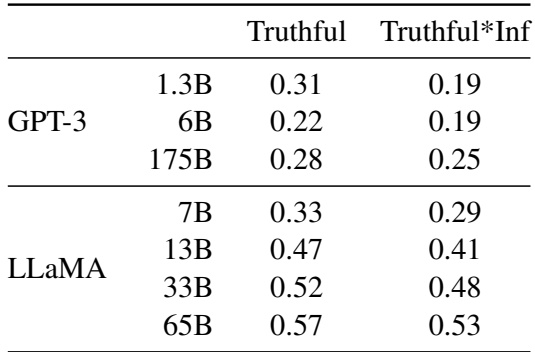 Truthful Truthful*Inf
1.3B 0.31 0.19
GPT-3 6B 0.22 0.19
175B 0.28 0.25
7B 0.33 0.29
13B 0.47 0.41
LLaMA
33B 0.52 0.48
65B 0.57 0.53